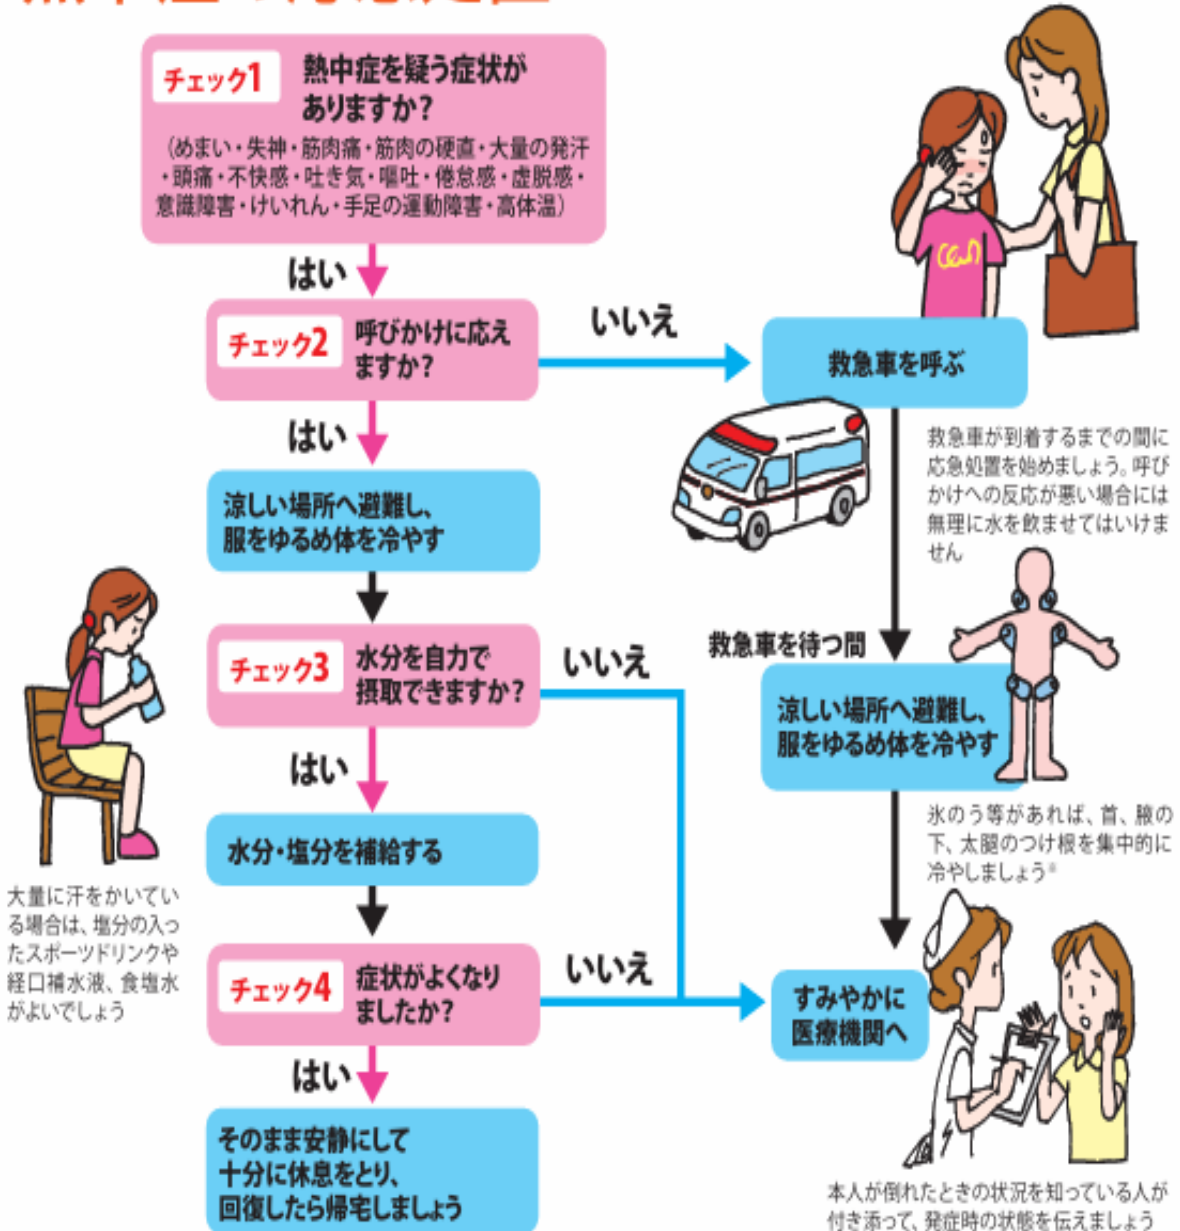 チェック1
熱中症を疑う症状が
ありますか?
(めまい・失神・筋肉痛・筋肉の硬直・大量の発汗
・頭痛・不快感・吐き気・嘔吐・倦怠感・虚脱感・
意識障害・けいれん・手足の運動障害・高体温)
はい
チェック2
呼びかけに応え
ますか?
いいえ
救急車を呼ぶ
救急車が到着するまでの間に
応急処置を始めましょう。呼び
かけへの反応が悪い場合には
無理に水を飲ませてはいけま
せん
はい
涼しい場所へ避難し、
服をゆるめ体を冷やす
救急車を待つ間
涼しい場所へ避難し、
服をゆるめ体を冷やす
氷のう等があれば、首、腋の
下、太腿のつけ根を集中的に
冷やしましょう※
チェック3
水分を自力で
摂取できますか?
いいえ
はい
水分・塩分を補給する
大量に汗をかいてい
る場合は、塩分の入っ
たスポーツドリンクや
経口補水液、食塩水
がよいでしょう
チェック4
症状がよくなり
ましたか?
いいえ
すみやかに
医療機関へ
本人が倒れたときの状況を知っている人が
付き添って、発症時の状態を伝えましょう
はい
そのまま安静にして
十分に休息をとり、
回復したら帰宅しましょう